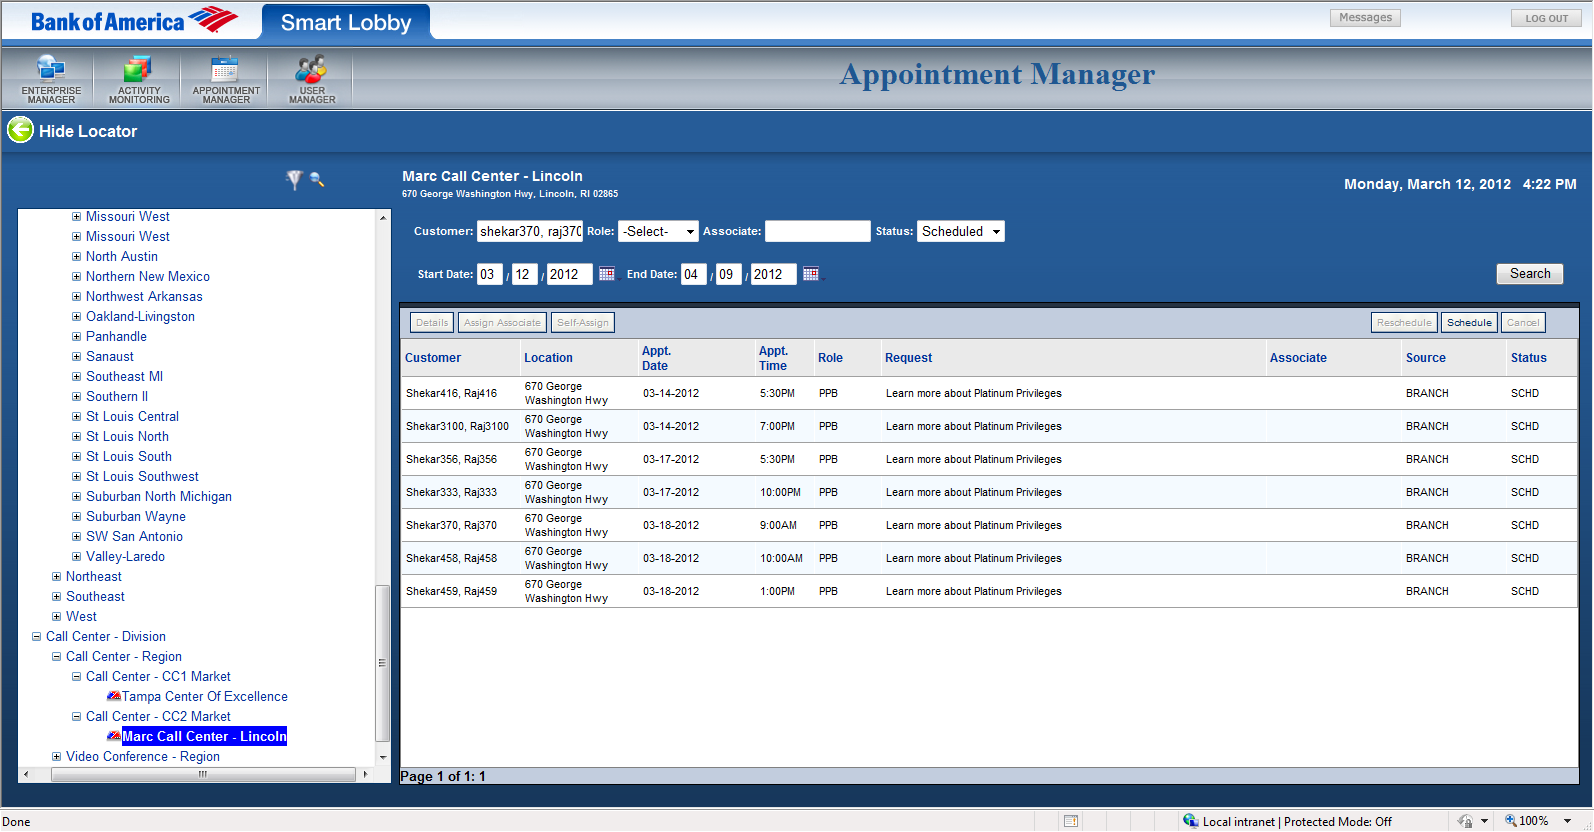 Bank of America
Smart Lobby
Messages
LOG OUT
ENTERPRISE
MANAGER
ACTIVITY
MONITORING
APPOINTMENT
MANAGER
USER
MANAGER
Appointment Manager
Hide Locator
Missouri West
Missouri West
North Austin
Northern New Mexico
Northwest Arkansas
Oakland-Livingston
Panhandle
Sanaust
Southeast MI
Southern Il
St Louis Central
St Louis North
St Louis South
St Louis Southwest
Suburban North Michigan
Suburban Wayne
SW San Antonio
Valley-Laredo
Northeast
Southeast
West
Call Center - Division
Call Center - Region
Call Center - CC1 Market
Tampa Center Of Excellence
Call Center - CC2 Market
Marc Call Center - Lincoln
Video Conference - Region
Marc Call Center - Lincoln
670 George Washington Hwy, Lincoln, RI 02865
Monday, March 12, 2012 4:22 PM
Customer: shekar370, raj370 Role: -Select- Associate: Status: Scheduled
Start Date: 03 / 12 / 2012 End Date: 04 / 09 / 2012
Search
Details Assign Associate Self-Assign Reschedule Schedule Cancel
Customer Location Appt. Date Appt. Time Role Request Associate Source Status
Shekar416, Raj416 670 George Washington Hwy 03-14-2012 5:30PM PPB Learn more about Platinum Privileges BRANCH SCHD
Shekar3100, Raj3100 670 George Washington Hwy 03-14-2012 7:00PM PPB Learn more about Platinum Privileges BRANCH SCHD
Shekar356, Raj356 670 George Washington Hwy 03-17-2012 5:30PM PPB Learn more about Platinum Privileges BRANCH SCHD
Shekar333, Raj333 670 George Washington Hwy 03-17-2012 10:00PM PPB Learn more about Platinum Privileges BRANCH SCHD
Shekar370, Raj370 670 George Washington Hwy 03-18-2012 9:00AM PPB Learn more about Platinum Privileges BRANCH SCHD
Shekar458, Raj458 670 George Washington Hwy 03-18-2012 10:00AM PPB Learn more about Platinum Privileges BRANCH SCHD
Shekar459, Raj459 670 George Washington Hwy 03-18-2012 1:00PM PPB Learn more about Platinum Privileges BRANCH SCHD
Page 1 of 1: 1
Done
Local intranet | Protected Mode: Off
100%